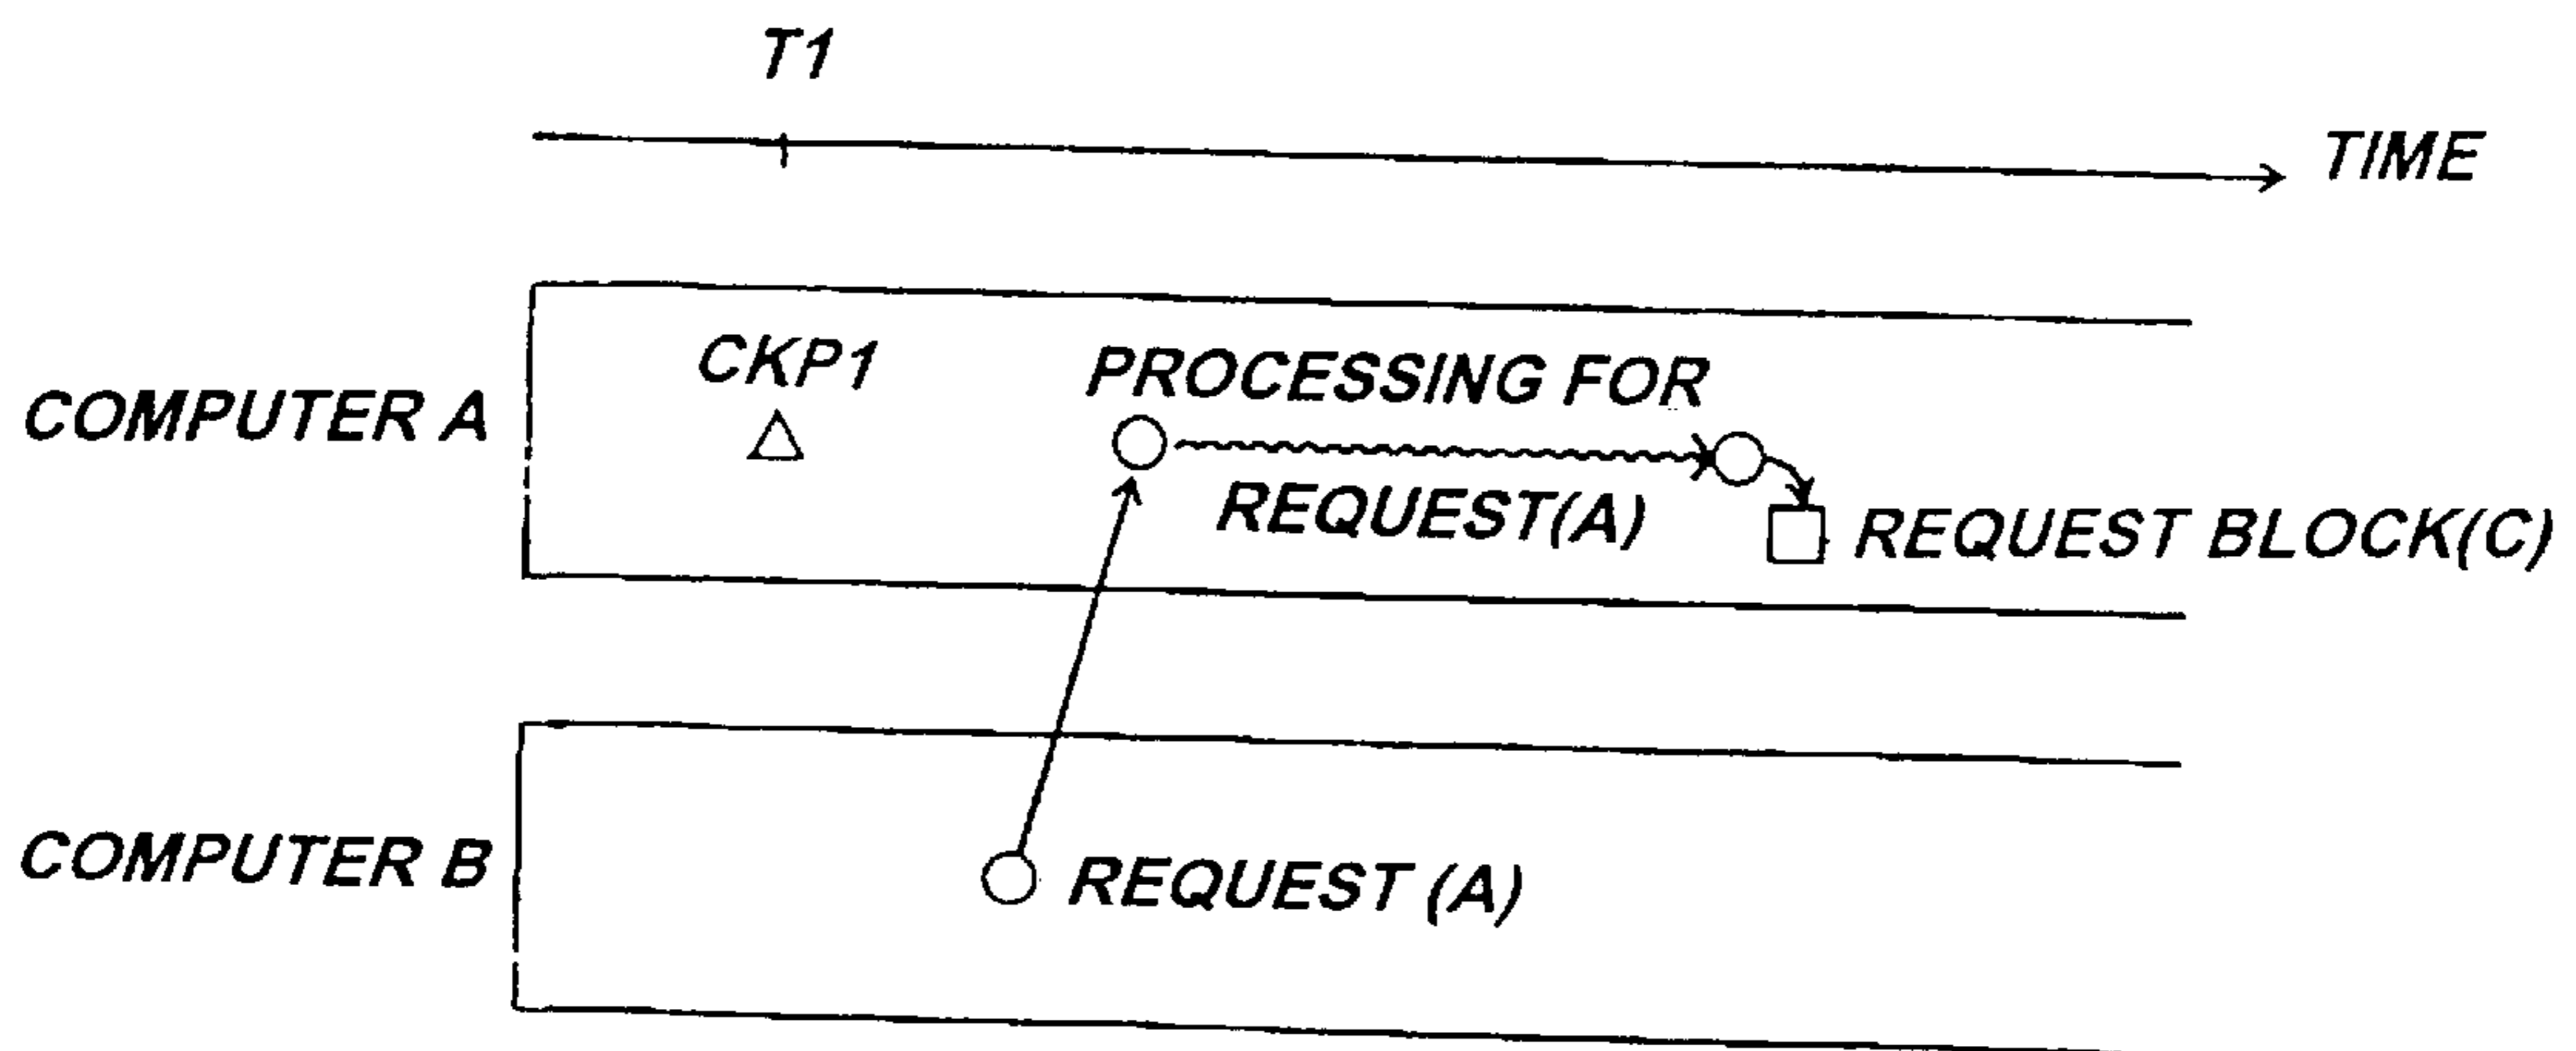 T1
TIME
CKP1
PROCESSING FOR
COMPUTER A
REQUEST(A)
REQUEST BLOCK(C)
COMPUTER B
REQUEST (A)